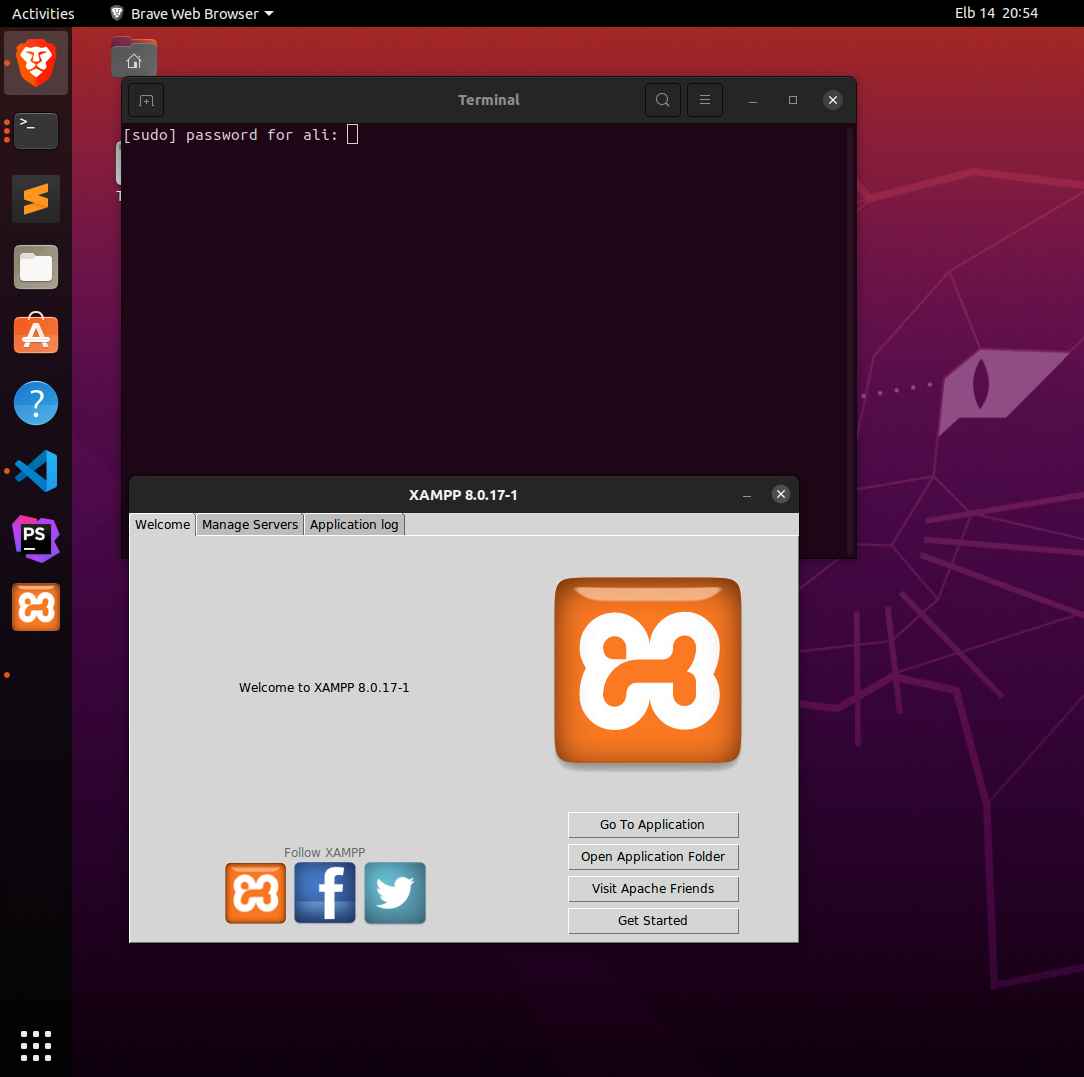 Activities
Brave Web Browser
Elb 14 20:54
Terminal
[sudo] password for ali:
>_
T
PS
XAMPP 8.0.17-1
Welcome
Manage Servers
Application log
Welcome to XAMPP 8.0.17-1
Go To Application
Open Application Folder
Visit Apache Friends
Get Started
Follow XAMPP